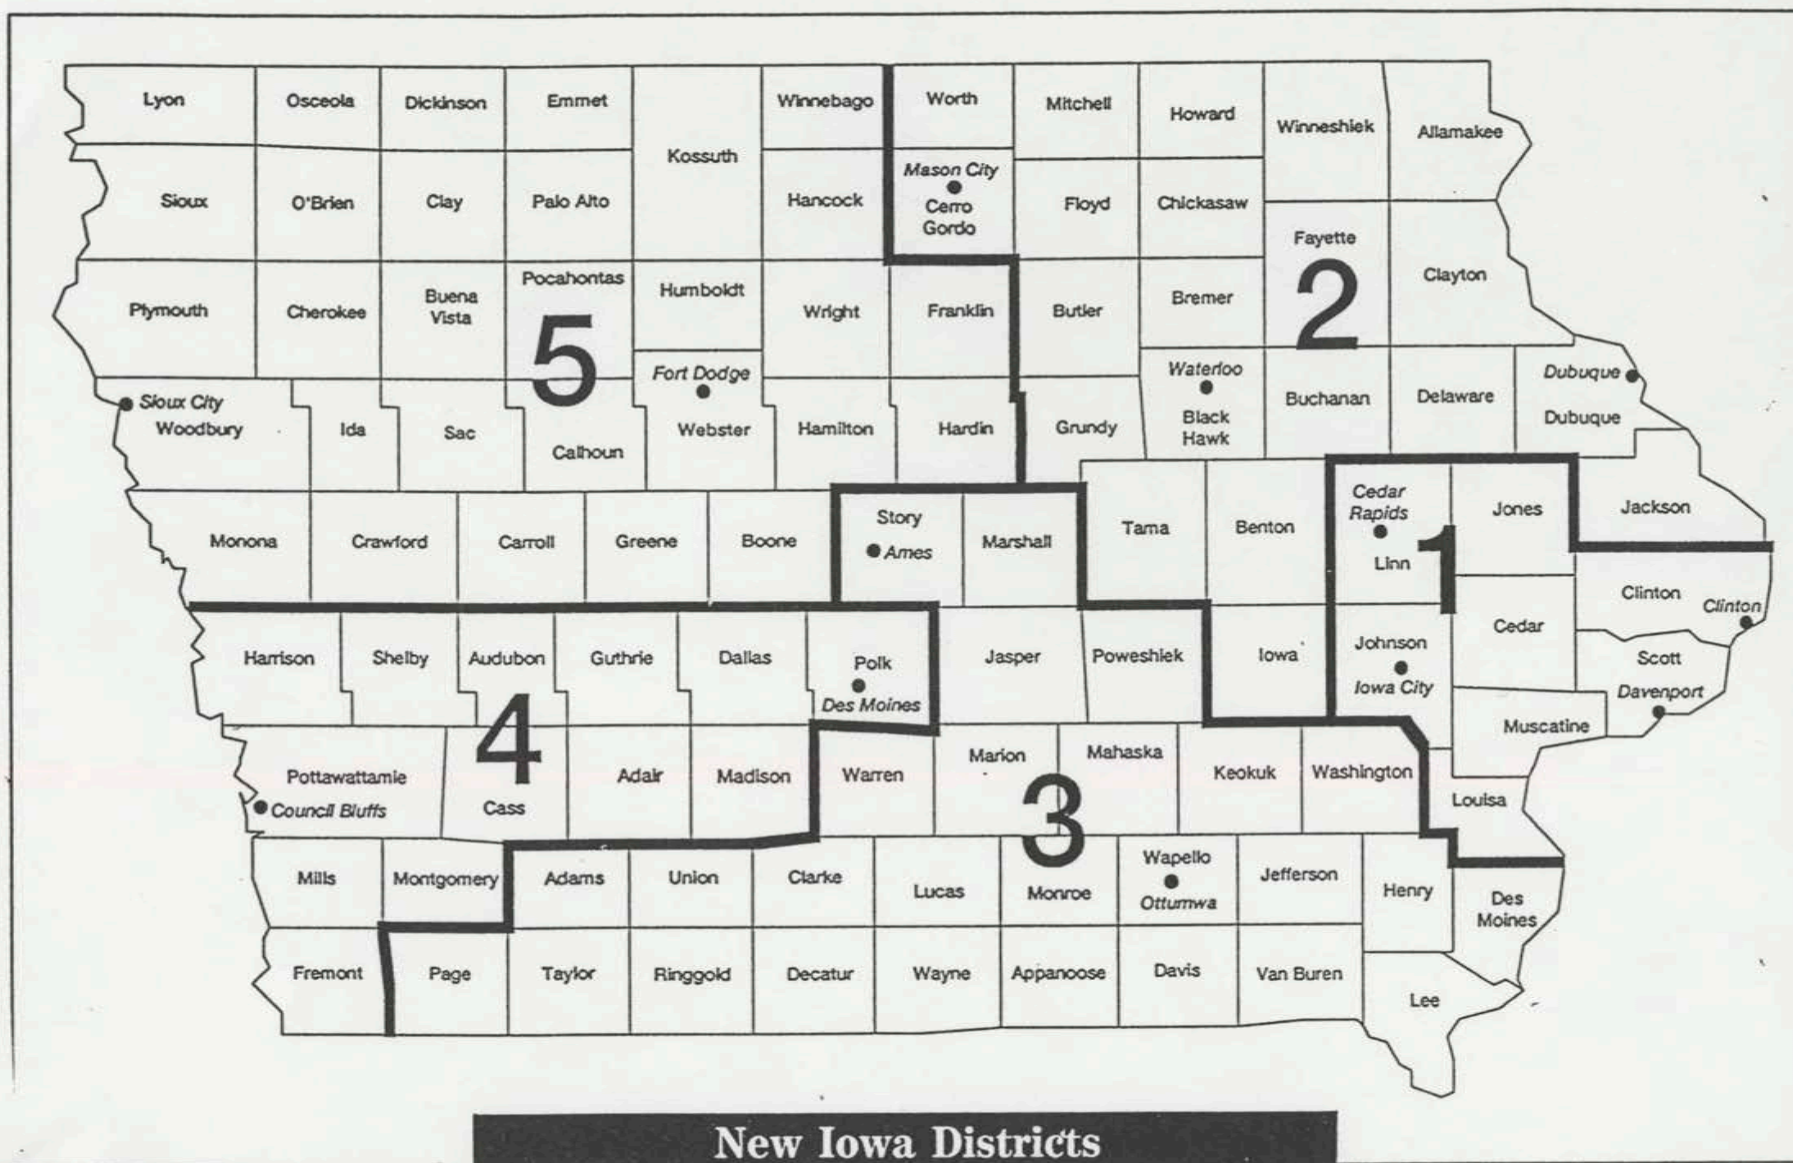 Lyon
Osceola
Dickinson
Emmet
Kossuth
Winnebago
Worth
Mitchell
Howard
Winneshiek
Allamakee
Sioux
O'Brien
Clay
Palo Alto
Hancock
Mason City
Cerro
Gordo
Floyd
Chickasaw
Fayette
2
Clayton
Plymouth
Cherokee
Buena
Vista
Pocahontas
5
Humboldt
Wright
Franklin
Butler
Bremer
Sioux City
Woodbury
Ida
Sac
Calhoun
Fort Dodge
Webster
Hamilton
Hardin
Grundy
Waterloo
Black
Hawk
Buchanan
Delaware
Dubuque
Dubuque
Monona
Crawford
Carroll
Greene
Boone
Story
Ames
Marshall
Tama
Benton
Cedar
Rapids
Linn
1
Jones
Jackson
Harrison
Shelby
Audubon
Guthrie
Dallas
Polk
Des Moines
Jasper
Poweshiek
Iowa
Johnson
Iowa City
Cedar
Clinton
Clinton
Scott
Davenport
Muscatine
Pottawattamie
Council Bluffs
4
Cass
Adair
Madison
Warren
Marion
3
Mahaska
Keokuk
Washington
Louisa
Mills
Montgomery
Adams
Union
Clarke
Lucas
Monroe
Wapello
Ottumwa
Jefferson
Henry
Des
Moines
Fremont
Page
Taylor
Ringgold
Decatur
Wayne
Appanoose
Davis
Van Buren
Lee
New Iowa Districts